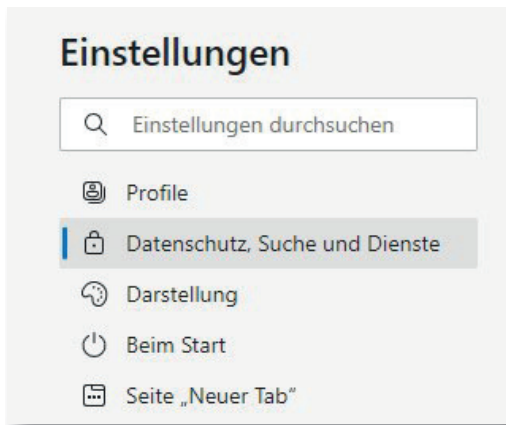 Einstellungen
Einstellungen durchsuchen
Profile
Datenschutz, Suche und Dienste
Darstellung
Beim Start
Seite „Neuer Tab“